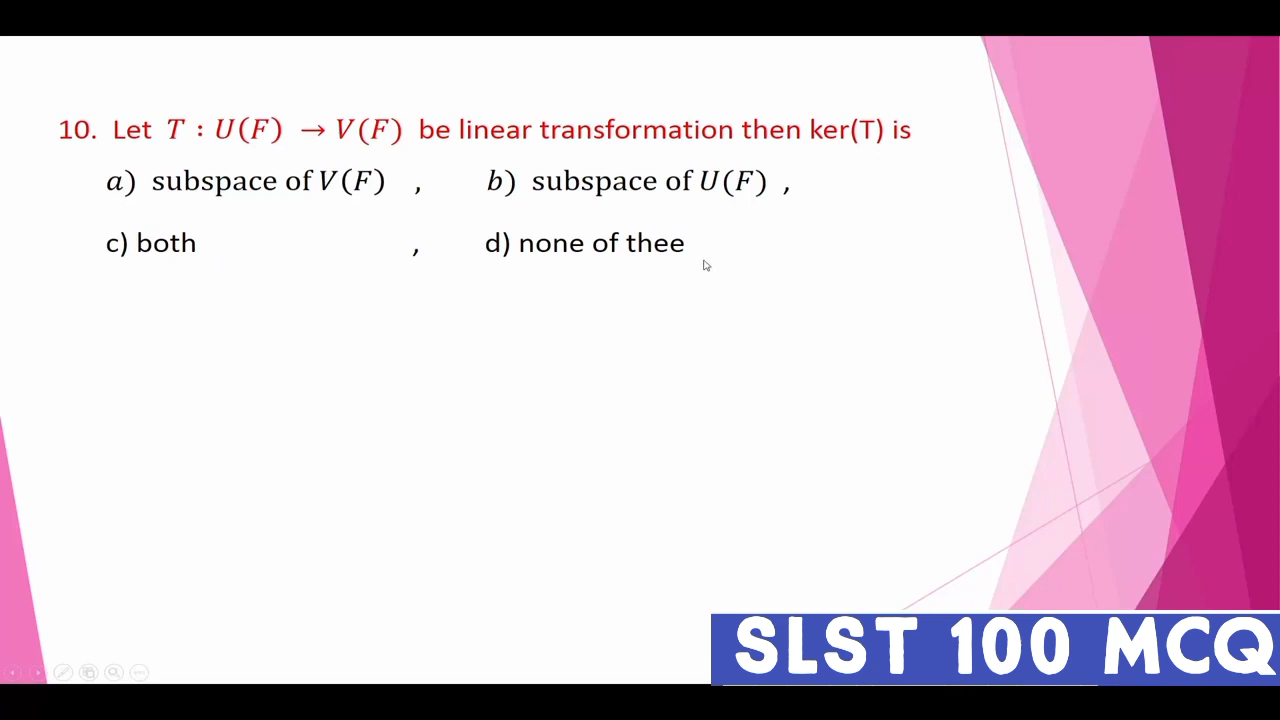 10. Let T : U(F) → V(F) be linear transformation then ker(T) is
a) subspace of V(F) , b) subspace of U(F) ,
c) both , d) none of thee
SLST 100 MCQ